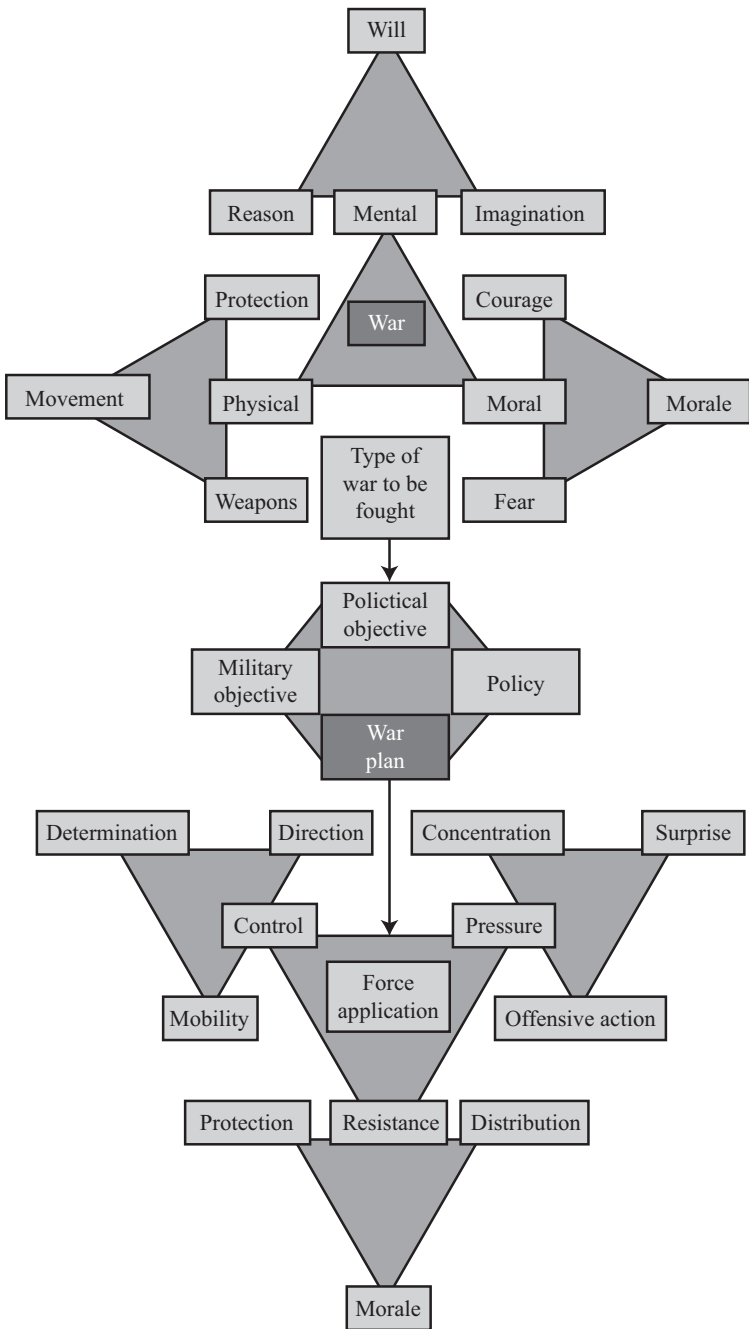 Will
Reason
Mental
Imagination
Protection
Courage
War
Movement
Physical
Moral
Morale
Type of
war to be
fought
Weapons
Fear
Polictical
objective
Military
objective
Policy
War
plan
Determination
Direction
Concentration
Surprise
Control
Pressure
Force
application
Mobility
Offensive action
Protection
Resistance
Distribution
Morale